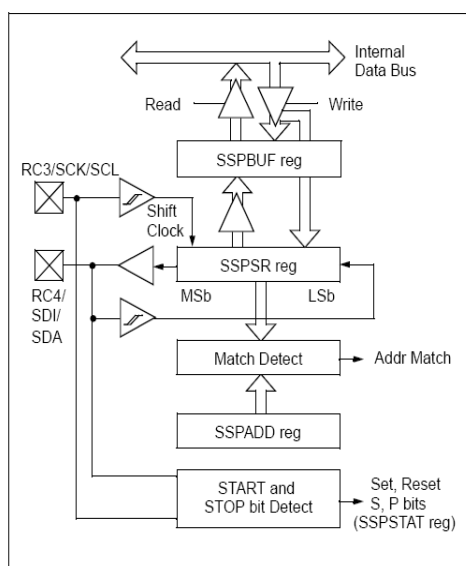 Internal
Data Bus
Read
Write
SSPBUF reg
RC3/SCK/SCL
Shift
Clock
SSPSR reg
MSb
LSb
RC4/
SDI/
SDA
Match Detect
Addr Match
SSPADD reg
START and
STOP bit Detect
Set, Reset
S, P bits
(SSPSTAT reg)